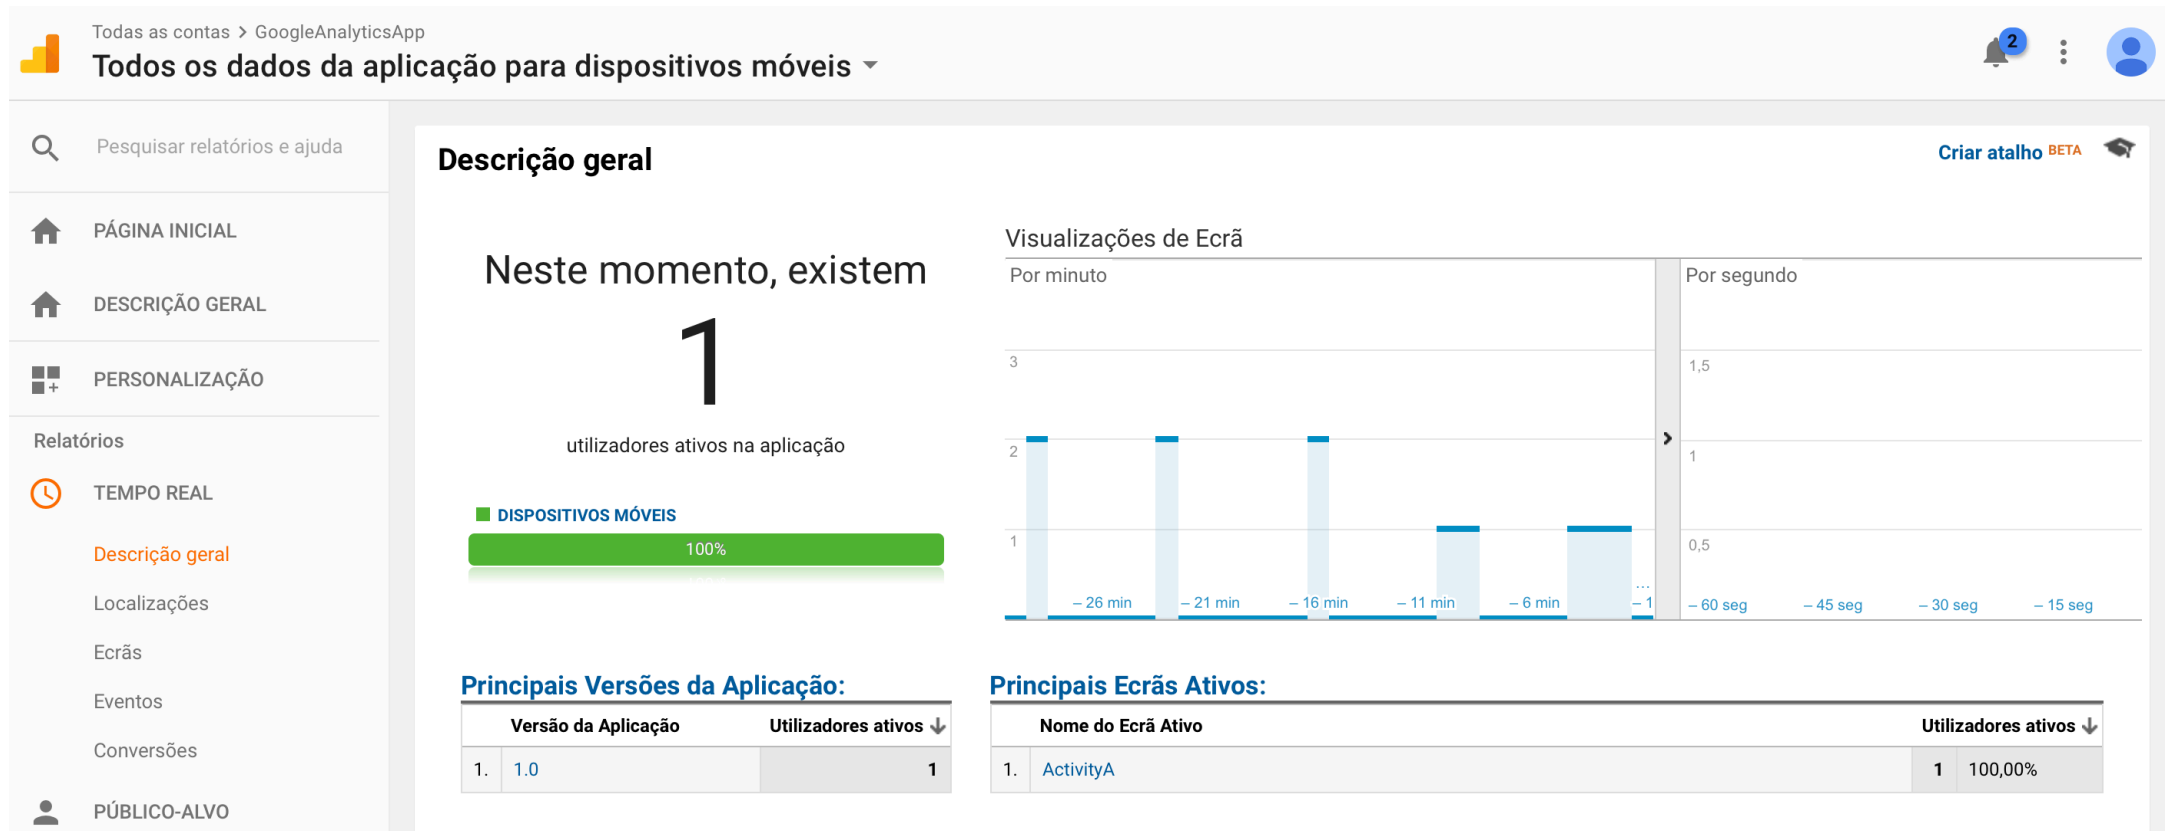 Todas as contas > GoogleAnalyticsApp
Todos os dados da aplicação para dispositivos móveis
2
Pesquisar relatórios e ajuda
PÁGINA INICIAL
DESCRIÇÃO GERAL
PERSONALIZAÇÃO
Relatórios
TEMPO REAL
Descrição geral
Localizações
Ecrãs
Eventos
Conversões
PÚBLICO-ALVO
Descrição geral
Criar atalho BETA
Neste momento, existem
1
utilizadores ativos na aplicação
DISPOSITIVOS MÓVEIS
100%
Visualizações de Ecrã
Por minuto
3
2
1
– 26 min – 21 min – 16 min – 11 min – 6 min – 1
...
Por segundo
1,5
1
0,5
– 60 seg – 45 seg – 30 seg – 15 seg
Principais Versões da Aplicação:
Versão da Aplicação Utilizadores ativos
1. 1.0 1
Principais Ecrãs Ativos:
Nome do Ecrã Ativo Utilizadores ativos
1. ActivityA 1 100,00%